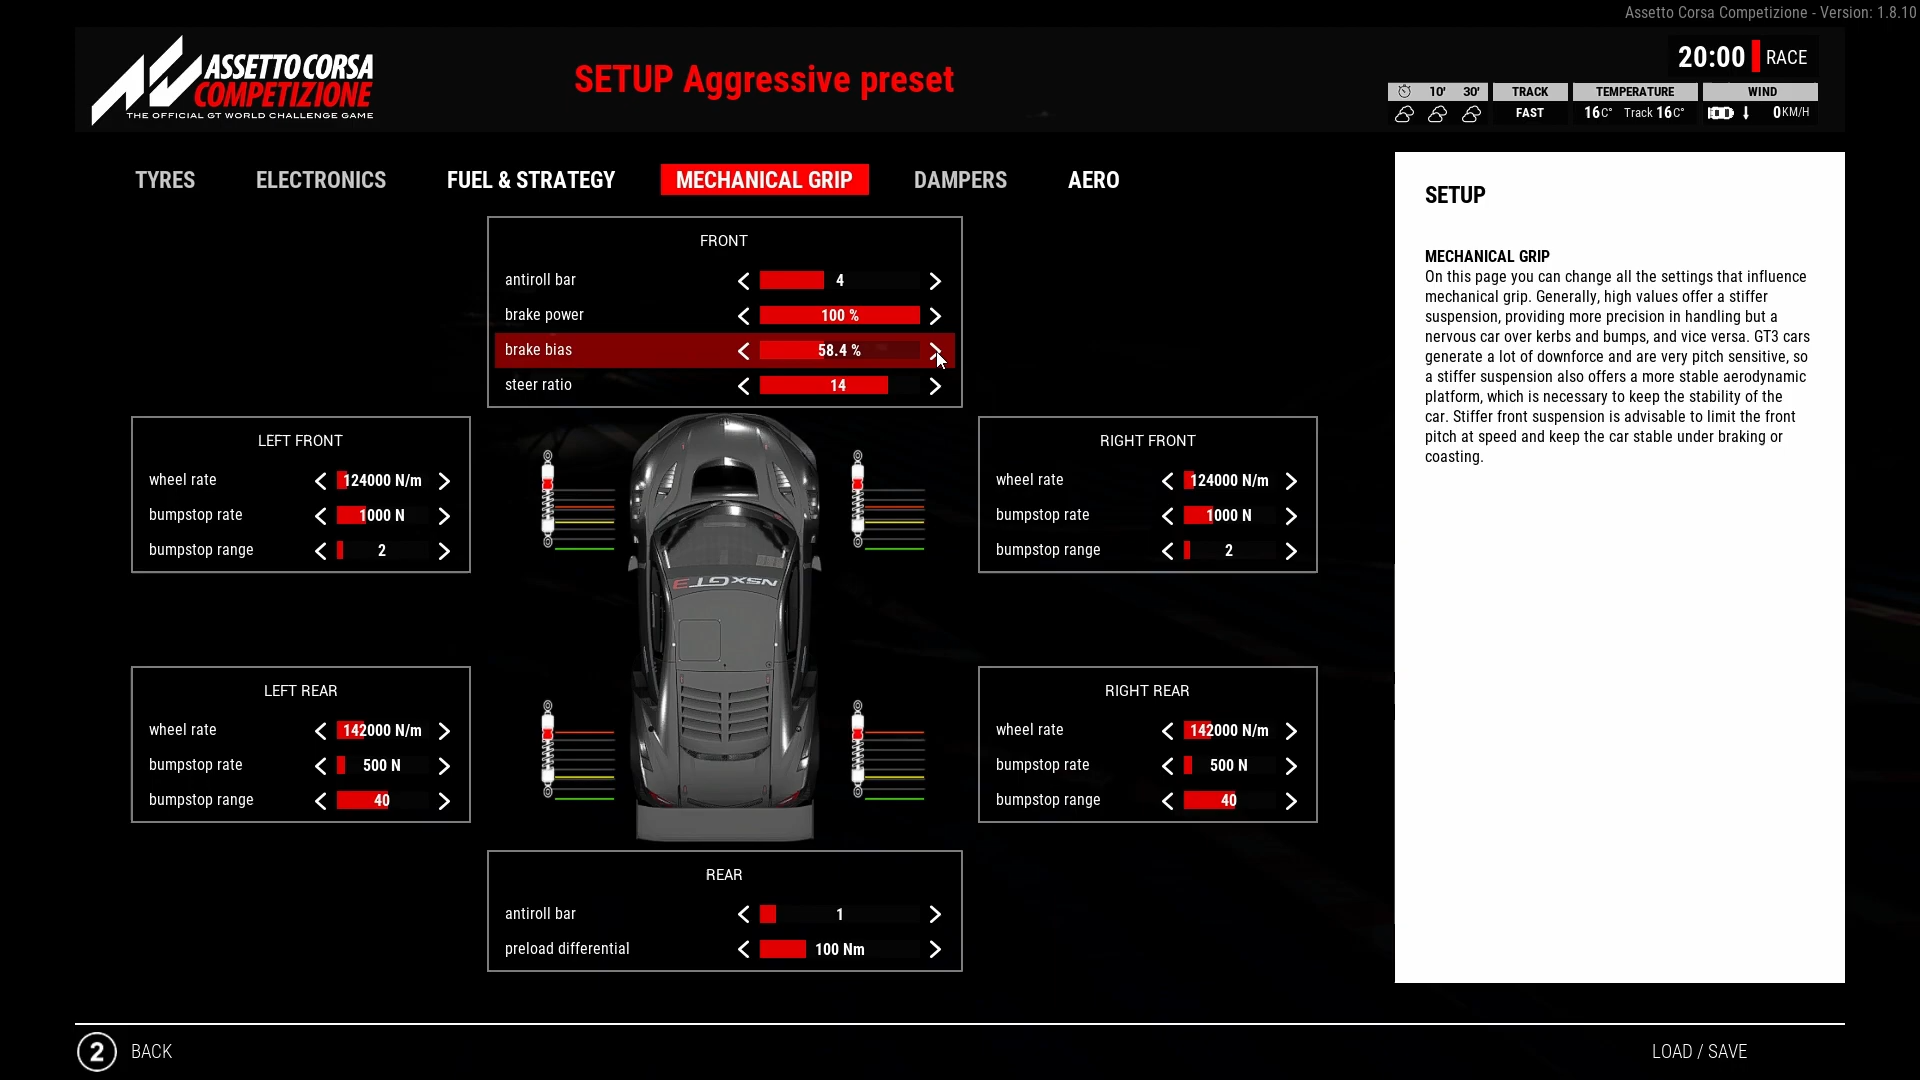 Assetto Corsa Competizione - Version: 1.8.10
ASSETTO CORSA
COMPETIZIONE
THE OFFICIAL GT WORLD CHALLENGE GAME
SETUP Aggressive preset
20:00 RACE
10' 30' TRACK TEMPERATURE WIND
FAST 16C° Track 16C° 0KM/H
TYRES ELECTRONICS FUEL & STRATEGY MECHANICAL GRIP DAMPERS AERO
FRONT
antiroll bar 4
brake power 100 %
brake bias 58.4 %
steer ratio 14
LEFT FRONT
wheel rate 124000 N/m
bumpstop rate 1000 N
bumpstop range 2
RIGHT FRONT
wheel rate 124000 N/m
bumpstop rate 1000 N
bumpstop range 2
NSX GT3
LEFT REAR
wheel rate 142000 N/m
bumpstop rate 500 N
bumpstop range 40
RIGHT REAR
wheel rate 142000 N/m
bumpstop rate 500 N
bumpstop range 40
REAR
antiroll bar 1
preload differential 100 Nm
SETUP
MECHANICAL GRIP
On this page you can change all the settings that influence
mechanical grip. Generally, high values offer a stiffer
suspension, providing more precision in handling but a
nervous car over kerbs and bumps, and vice versa. GT3 cars
generate a lot of downforce and are very pitch sensitive, so
a stiffer suspension also offers a more stable aerodynamic
platform, which is necessary to keep the stability of the
car. Stiffer front suspension is advisable to limit the front
pitch at speed and keep the car stable under braking or
coasting.
2 BACK
LOAD / SAVE